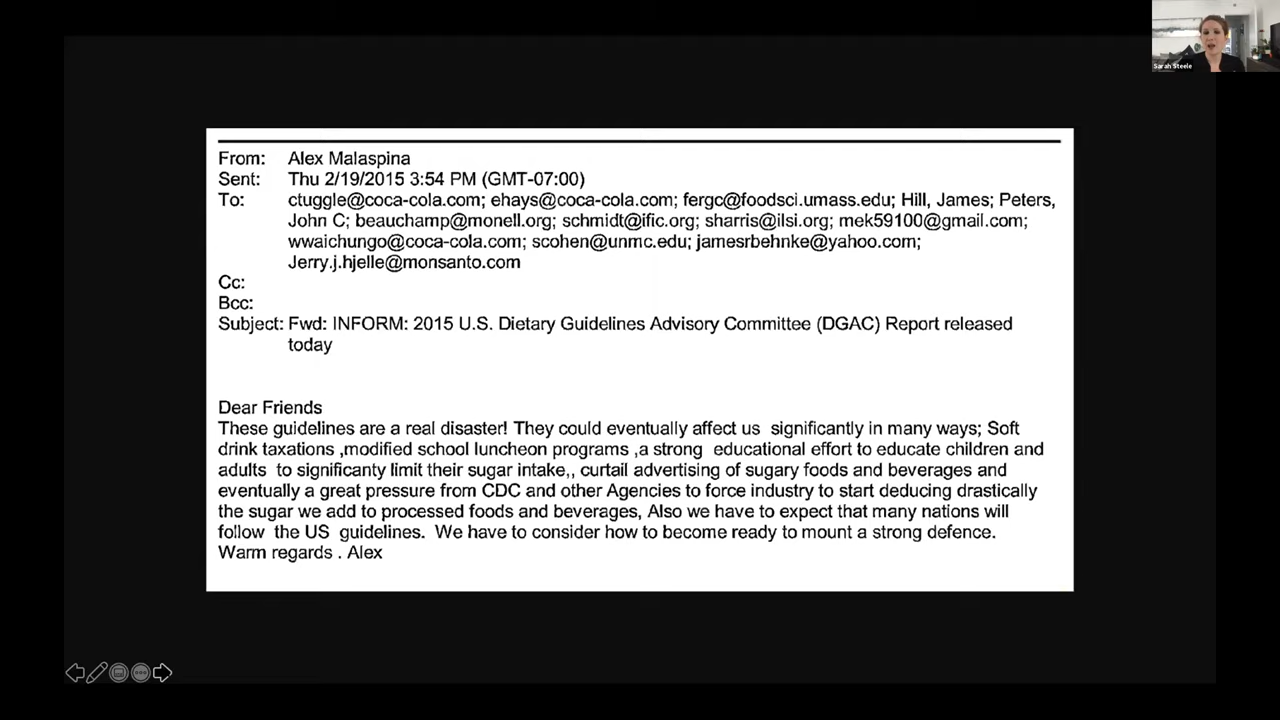 Sarah Steele
From: Alex Malaspina
Sent: Thu 2/19/2015 3:54 PM (GMT-07:00)
To: ctuggle@coca-cola.com; ehays@coca-cola.com; fergc@foodsci.umass.edu; Hill, James; Peters,
John C; beauchamp@monell.org; schmidt@ific.org; sharris@ilsi.org; mek59100@gmail.com;
wwaichungo@coca-cola.com; scohen@unmc.edu; jamesrbehnke@yahoo.com;
Jerry.j.hjelle@monsanto.com
Cc:
Bcc:
Subject: Fwd: INFORM: 2015 U.S. Dietary Guidelines Advisory Committee (DGAC) Report released
today
Dear Friends
These guidelines are a real disaster! They could eventually affect us  significantly in many ways; Soft
drink taxations ,modified school luncheon programs ,a strong  educational effort to educate children and
adults  to significanty limit their sugar intake,, curtail advertising of sugary foods and beverages and
eventually a great pressure from CDC and other Agencies to force industry to start deducing drastically
the sugar we add to processed foods and beverages, Also we have to expect that many nations will
follow  the US  guidelines.  We have to consider how to become ready to mount a strong defence.
Warm regards . Alex